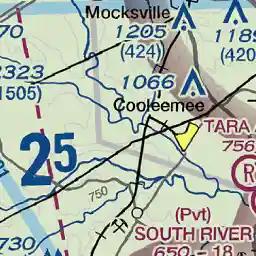 Mocksville
70
1205
(424)
1189
(420
2323
1505)
1066
Cooleemee
TARA
756
25
R
750
(Pvt)
SOUTH RIVER
730
650 - 18